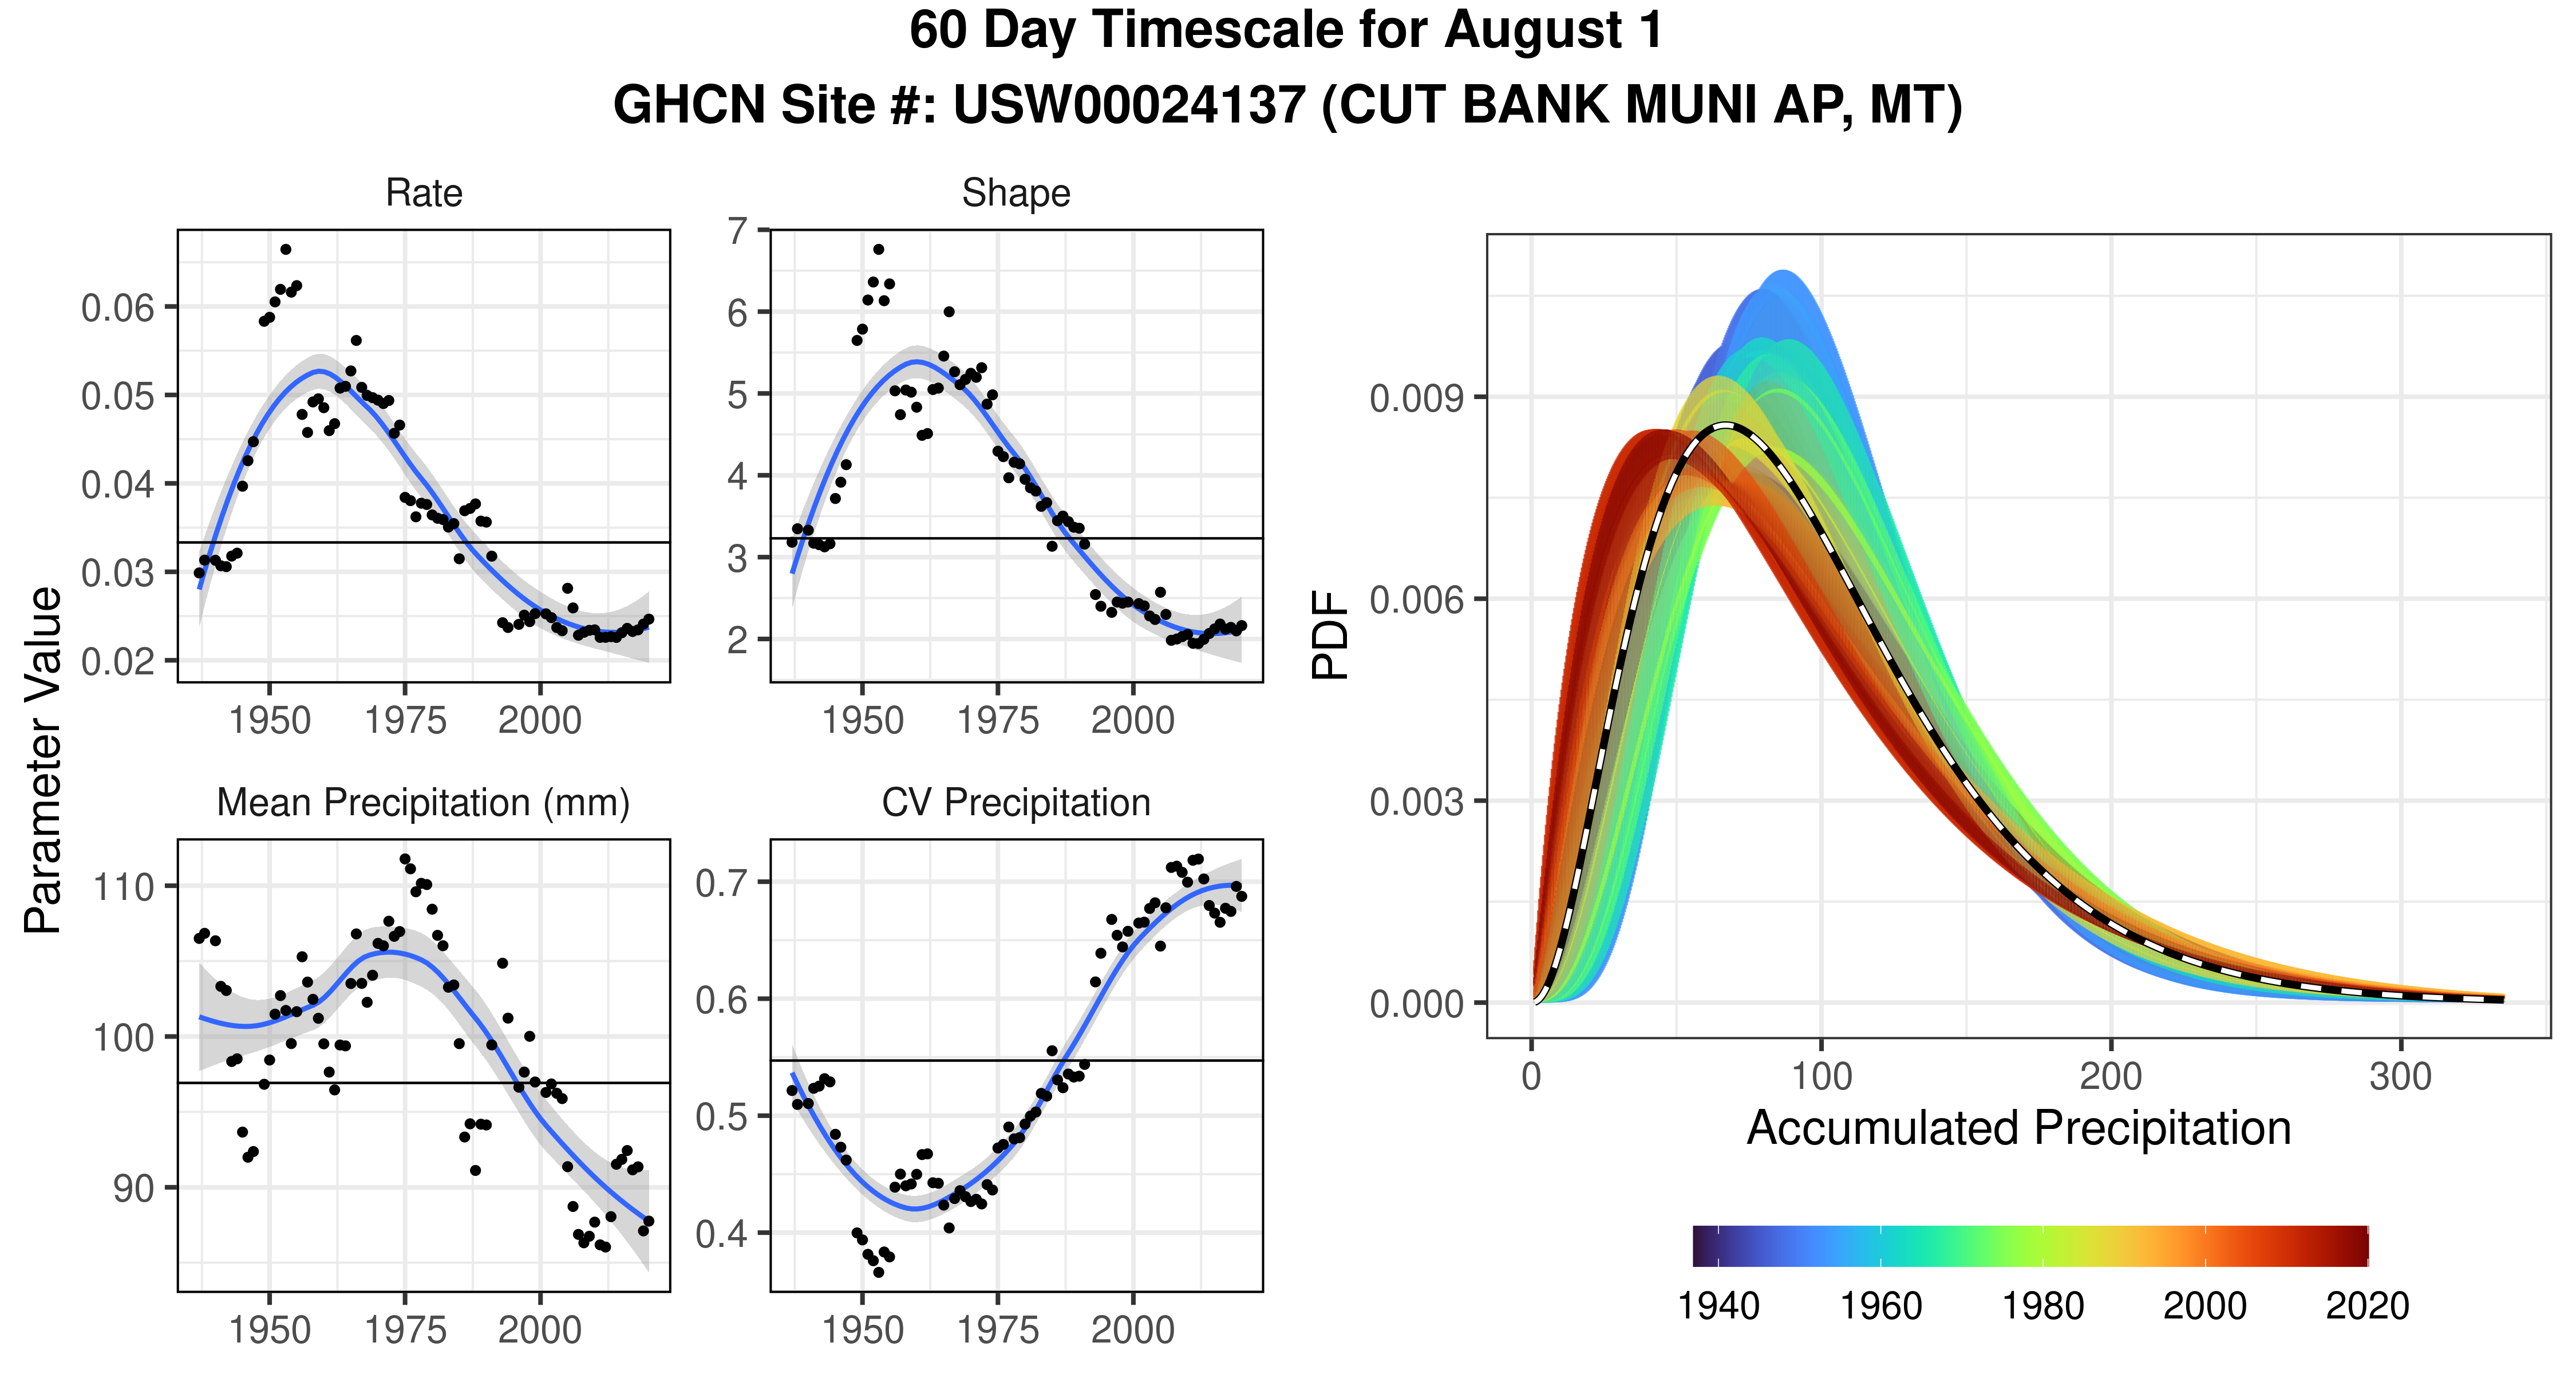 60 Day Timescale for August 1
GHCN Site #: USW00024137 (CUT BANK MUNI AP, MT)
Parameter Value
Rate
0.06
0.05
0.04
0.03
0.02
1950 1975 2000
Shape
7
6
5
4
3
2
1950 1975 2000
Mean Precipitation (mm)
110
100
90
1950 1975 2000
CV Precipitation
0.7
0.6
0.5
0.4
1950 1975 2000
PDF
0.009
0.006
0.003
0.000
0 100 200 300
Accumulated Precipitation
1940 1960 1980 2000 2020